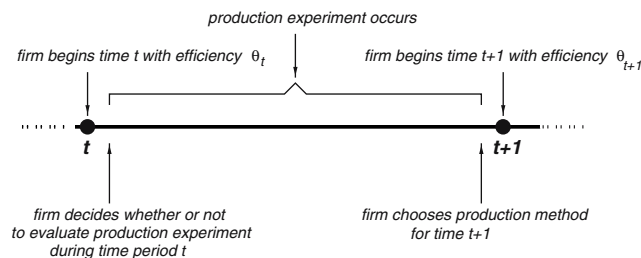 production experiment occurs
firm begins time t with efficiency θt
firm begins time t+1 with efficiency θt+1
t
t+1
firm decides whether or not
to evaluate production experiment
during time period t
firm chooses production method
for time t+1